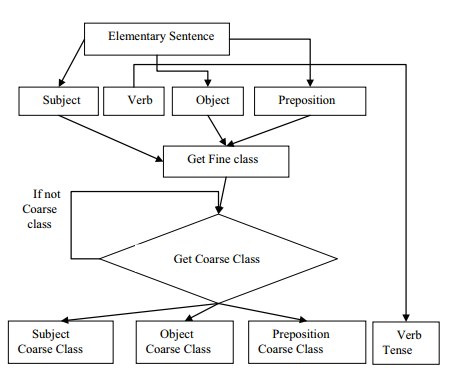 Elementary Sentence
Subject
Verb
Object
Preposition
Get Fine class
If not
Coarse
class
Get Coarse Class
Subject
Coarse Class
Object
Coarse Class
Preposition
Coarse Class
Verb
Tense